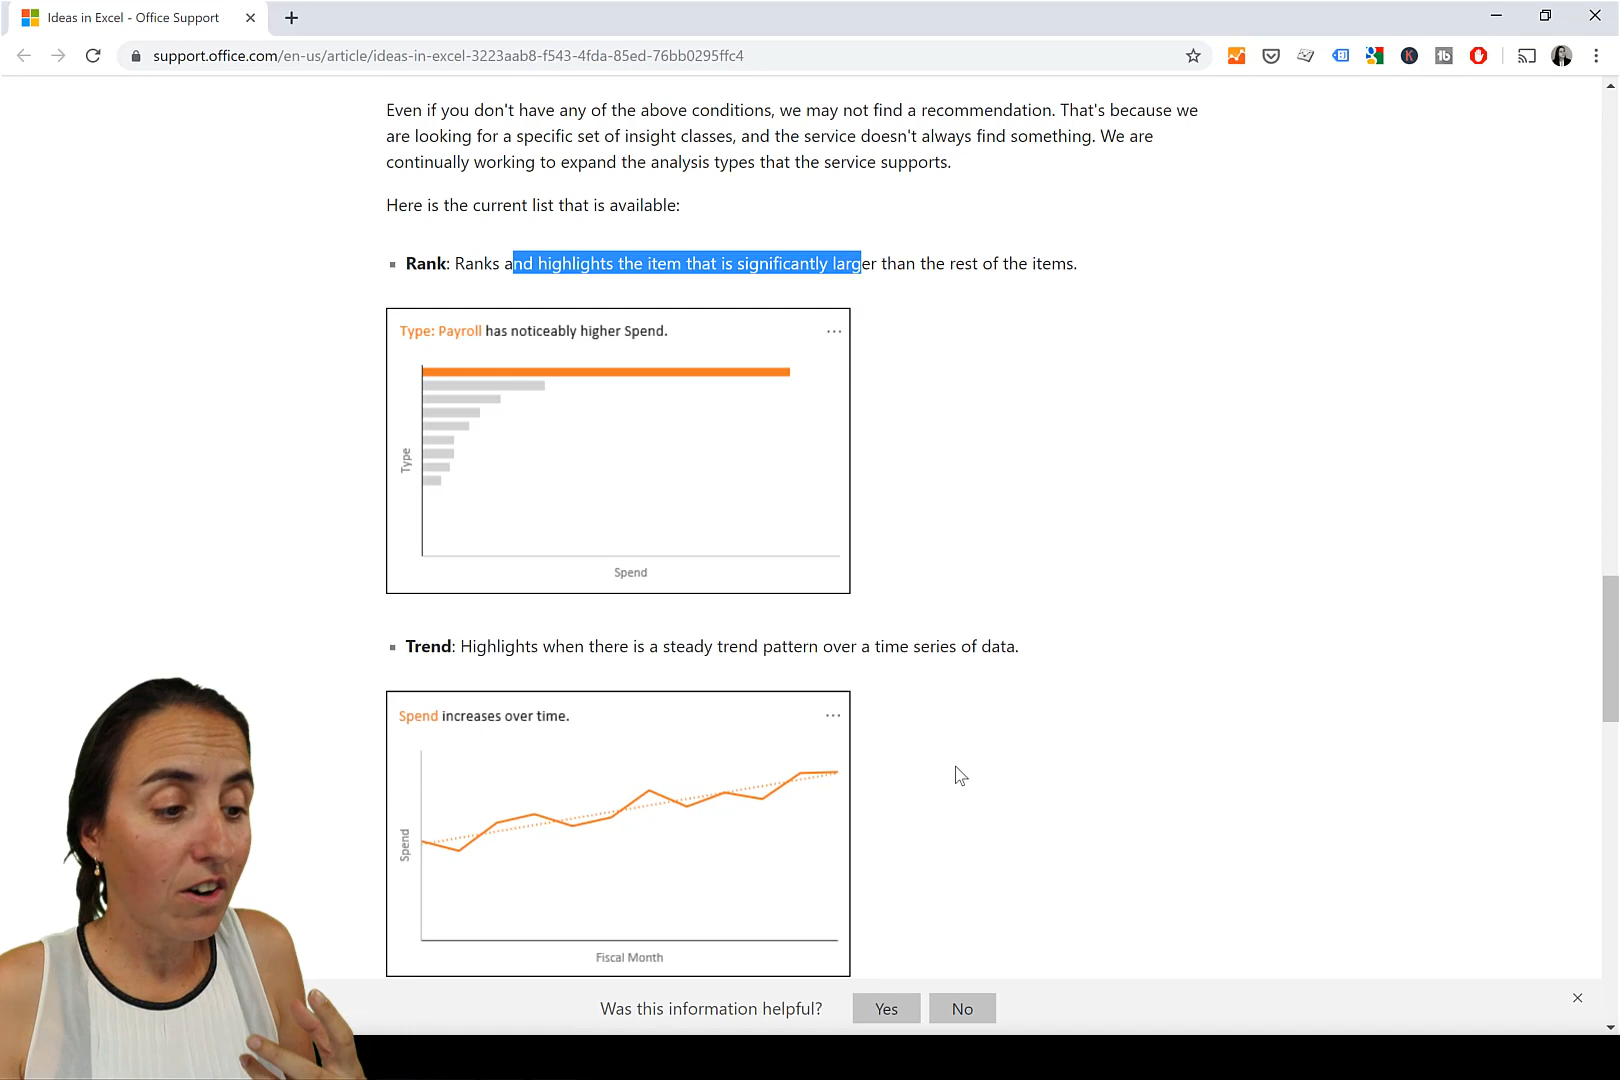 Ideas in Excel - Office Support
support.office.com/en-us/article/ideas-in-excel-3223aab8-f543-4fda-85ed-76bb0295ffc4
Even if you don't have any of the above conditions, we may not find a recommendation. That's because we
are looking for a specific set of insight classes, and the service doesn't always find something. We are
continually working to expand the analysis types that the service supports.
Here is the current list that is available:
Rank: Ranks and highlights the item that is significantly larger than the rest of the items.
Type: Payroll has noticeably higher Spend.
Type
Spend
Trend: Highlights when there is a steady trend pattern over a time series of data.
Spend increases over time.
Spend
Fiscal Month
Was this information helpful?
Yes
No